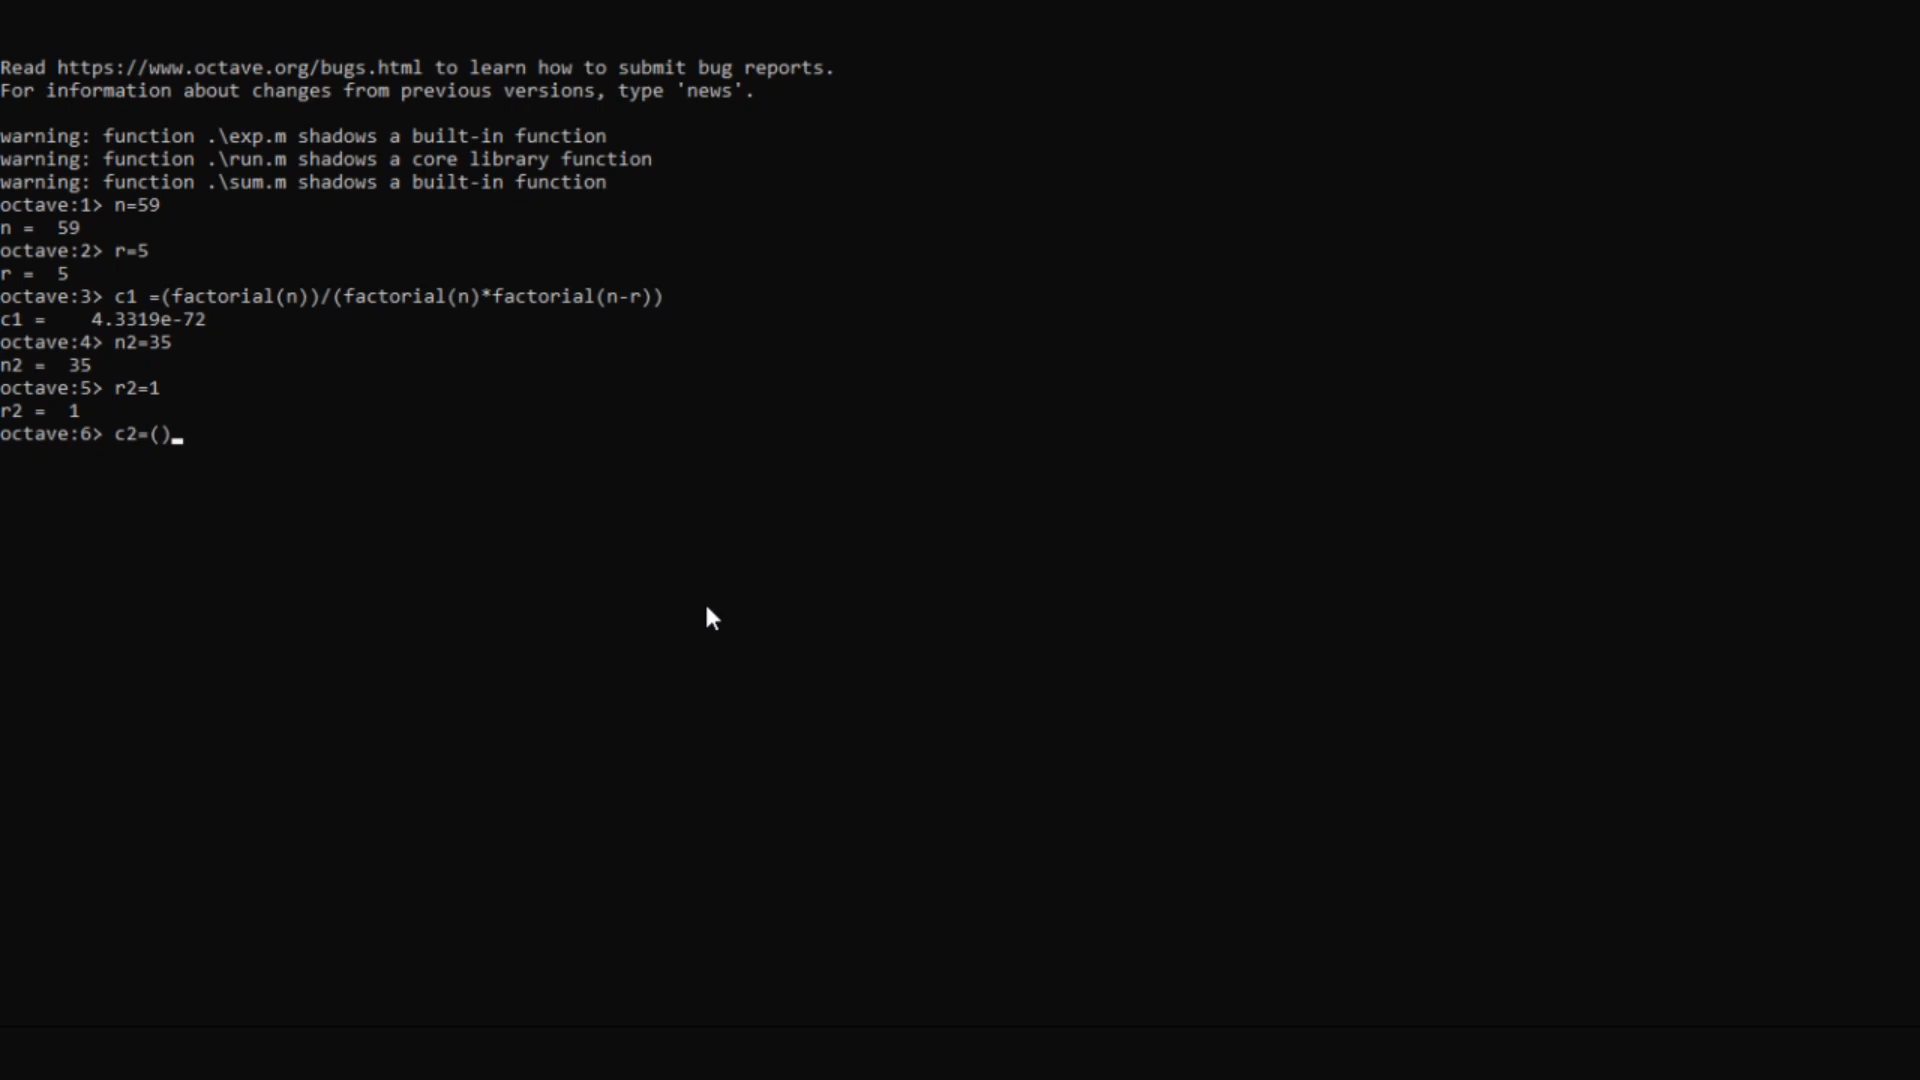 Read https://www.octave.org/bugs.html to learn how to submit bug reports.
For information about changes from previous versions, type 'news'.
warning: function .\exp.m shadows a built-in function
warning: function .\run.m shadows a core library function
warning: function .\sum.m shadows a built-in function
octave:1> n=59
n =  59
octave:2> r=5
r =  5
octave:3> c1 =(factorial(n))/(factorial(n)*factorial(n-r))
c1 =    4.3319e-72
octave:4> n2=35
n2 =  35
octave:5> r2=1
r2 =  1
octave:6> c2=()